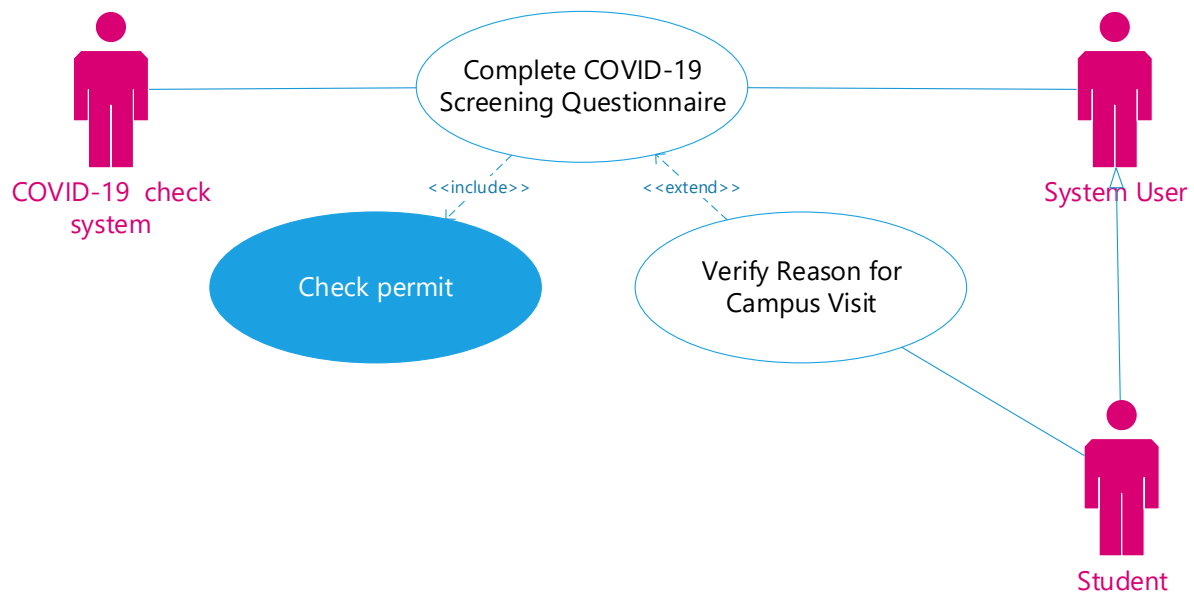 Complete COVID-19
Screening Questionnaire
COVID-19  check
system
System User
<<include>>
<<extend>>
Check permit
Verify Reason for
Campus Visit
Student